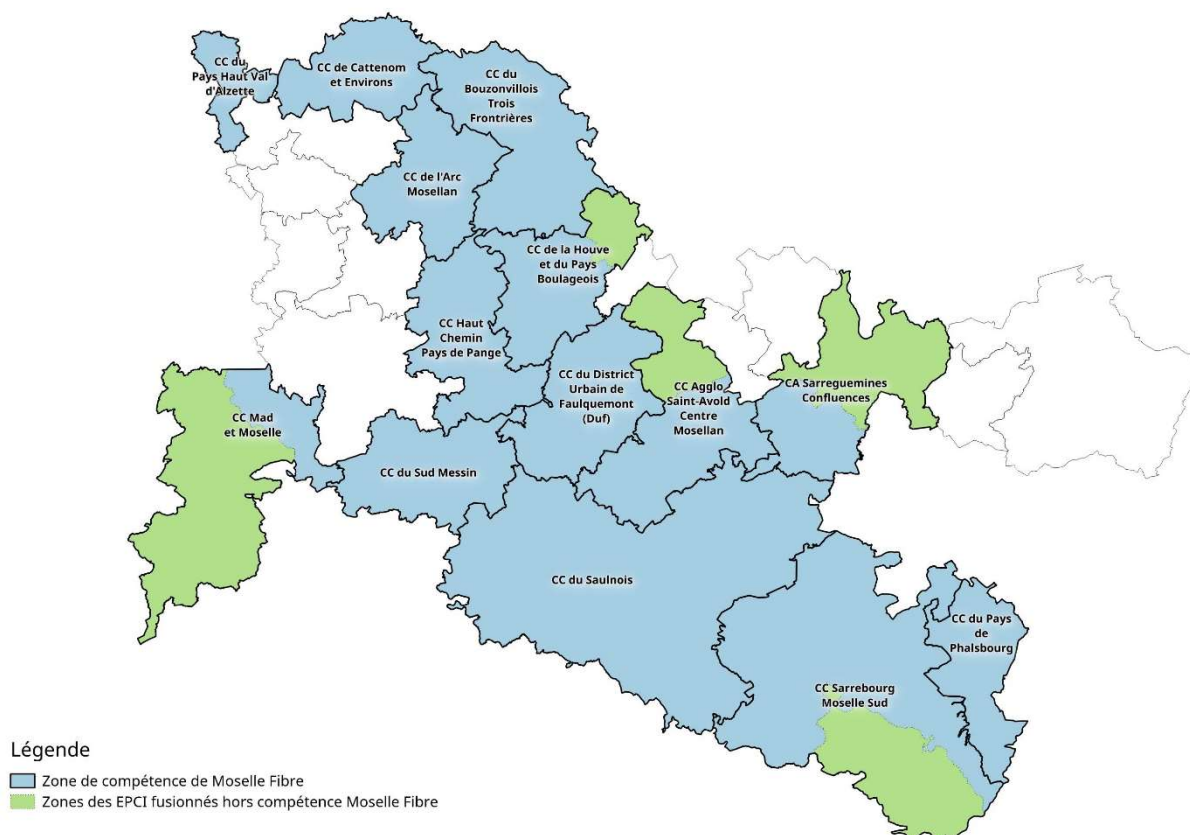 CC du
Pays Haut Val
d'Alzette
CC de Cattenom
et Environs
CC du
Bouzonvillois
Trois
Frontrières
CC de l'Arc
Mosellan
CC de la Houve
et du Pays
Boulageois
CC Haut
Chemin
Pays de Pange
CC du District
Urbain de
Faulquemont
(Duf)
CC Agglo
Saint-Avold
Centre
Mosellan
CA Sarreguemines
Confluences
CC Mad
et Moselle
CC du Sud Messin
CC du Saulnois
CC du Pays
de
Phalsbourg
CC Sarrebourg
Moselle Sud
Légende
Zone de compétence de Moselle Fibre
Zones des EPCI fusionnés hors compétence Moselle Fibre